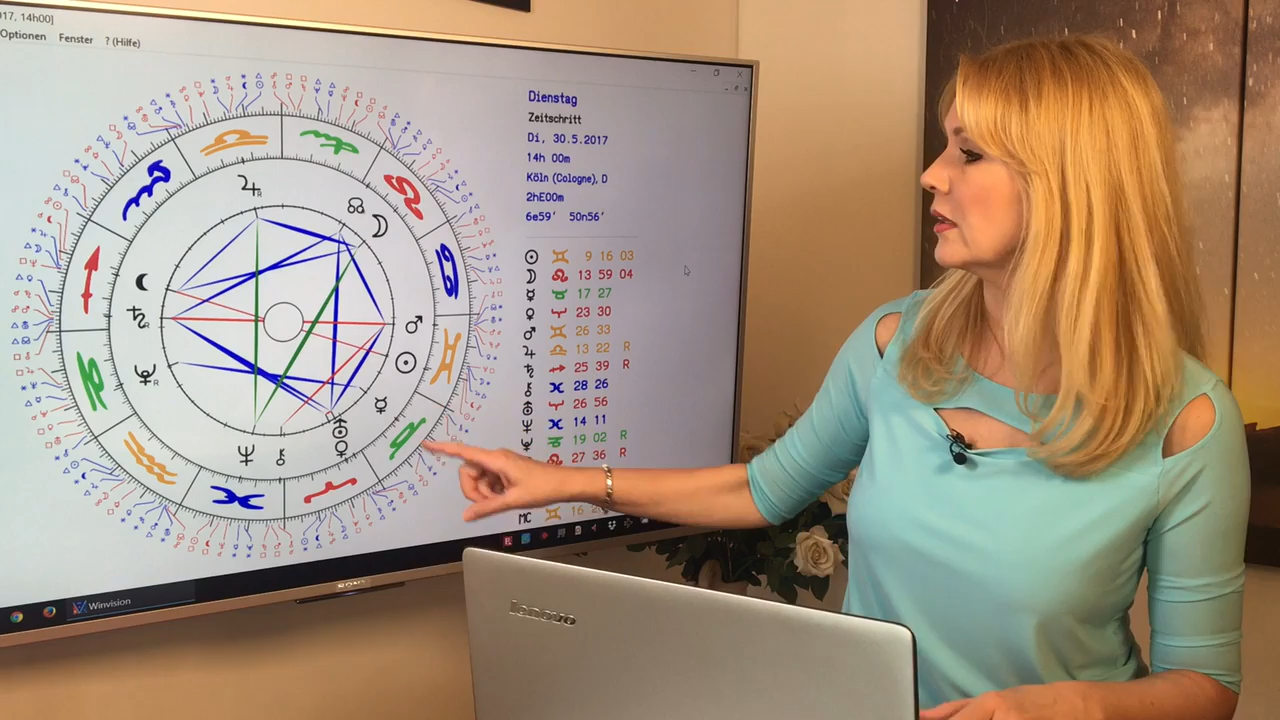 017, 14h00]
Optionen Fenster ? (Hilfe)
Dienstag
Zeitschritt
Di, 30.5.2017
14h 00m
Köln (Cologne), D
2hE00m
6e59' 50n56'
9 16 03
13 59 04
17 27
23 30
26 33
13 22 R
25 39 R
28 26
26 56
14 11
19 02 R
27 36 R
MC 16
SONY
Winvision
lenovo